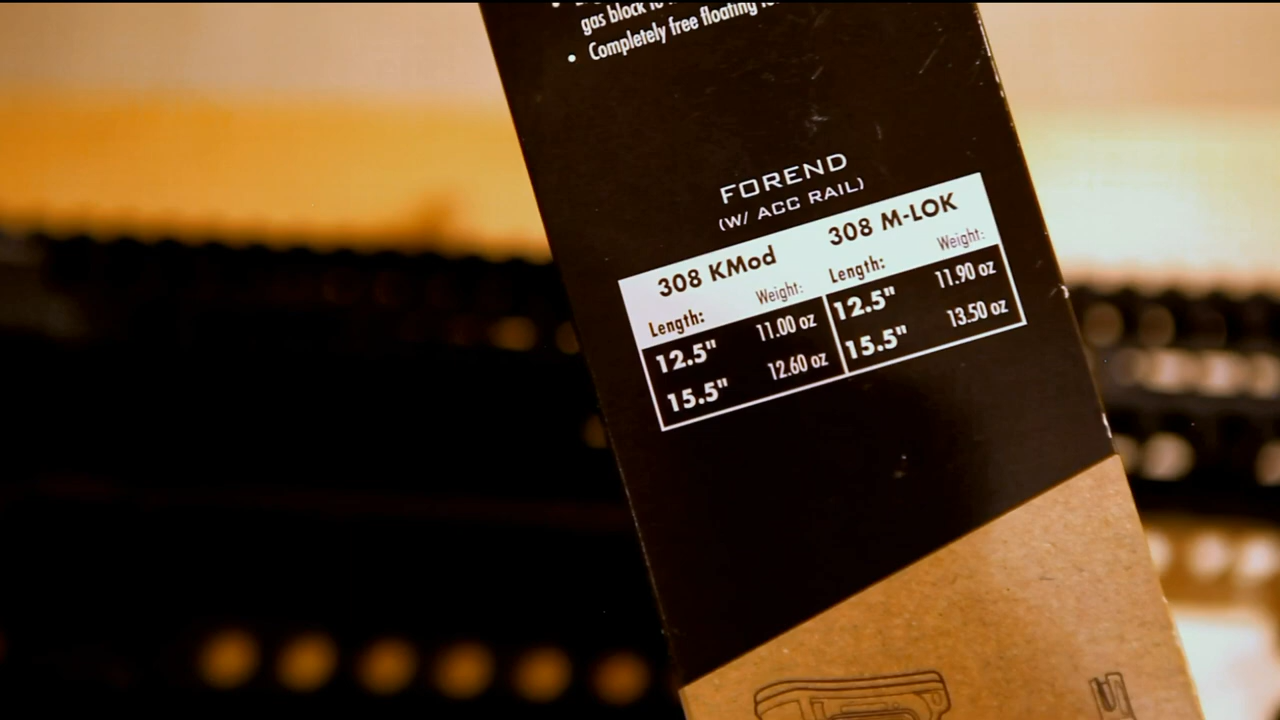 gas block to
• Completely free floating
FOREND
(W/ ACC RAIL)
308 KMod 308 M-LOK
Length: Weight: Length: Weight:
12.5" 11.00 oz 12.5" 11.90 oz
15.5" 12.60 oz 15.5" 13.50 oz